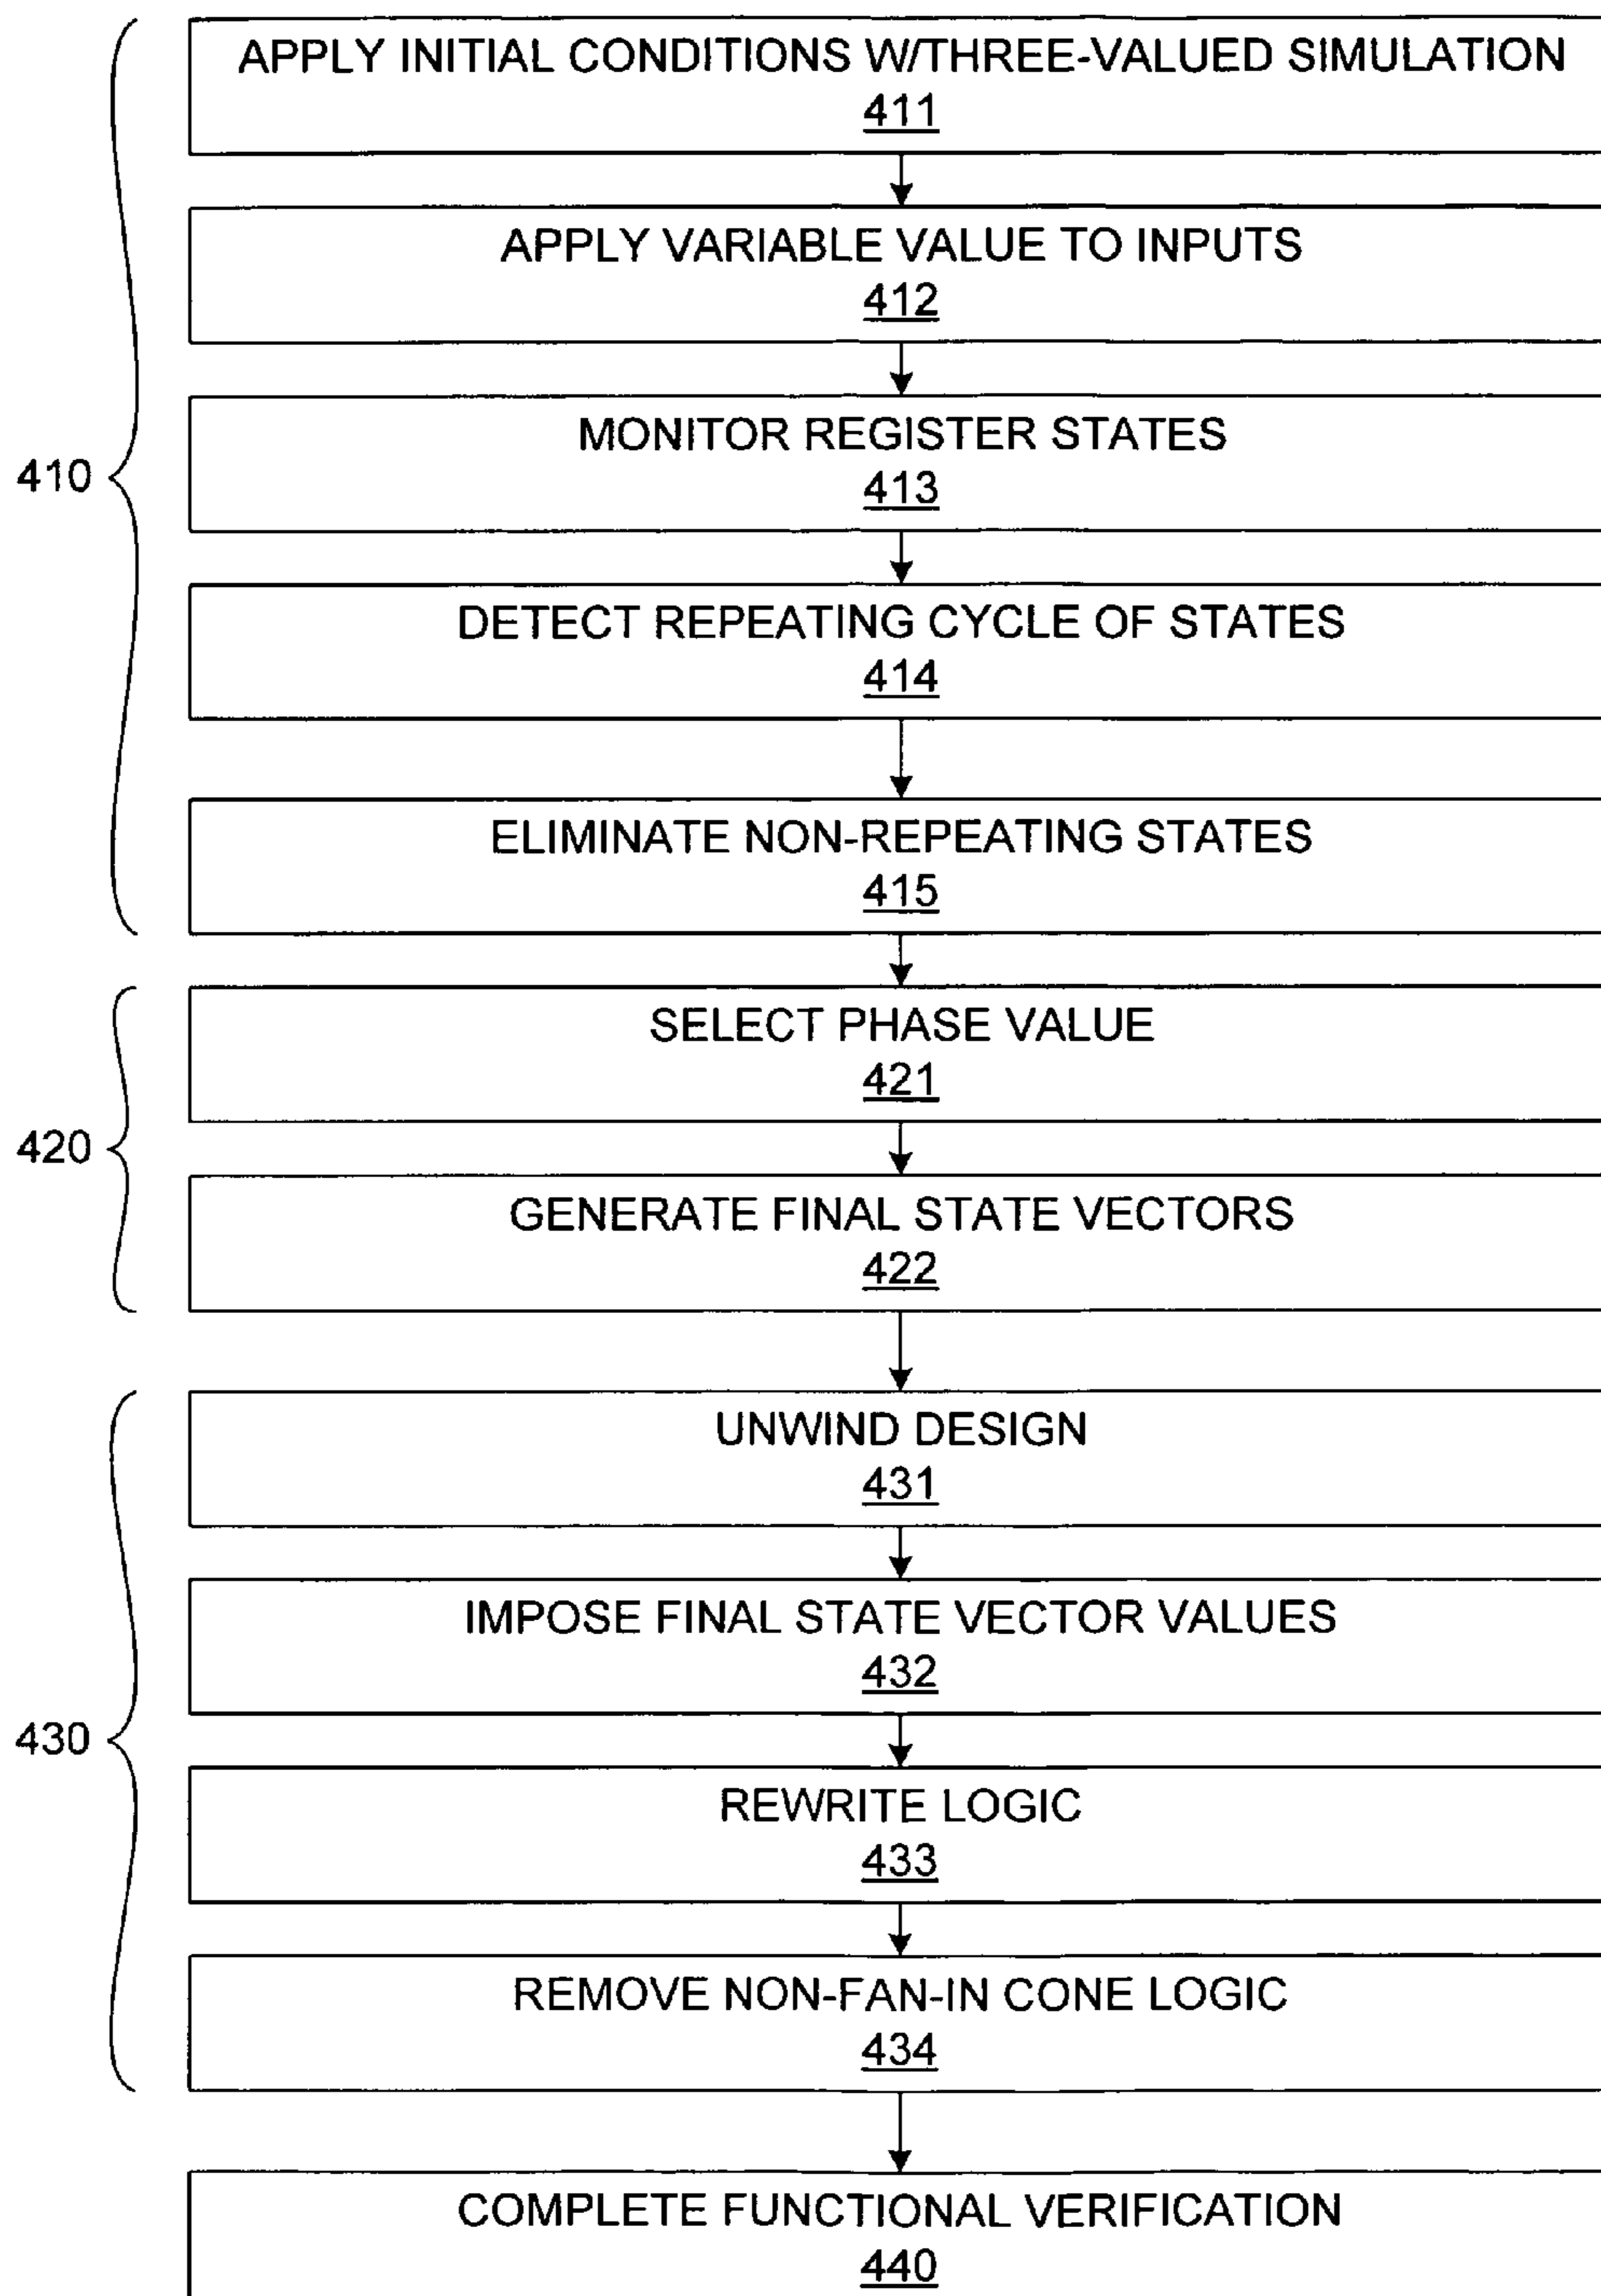 APPLY INITIAL CONDITIONS W/THREE-VALUED SIMULATION
411
APPLY VARIABLE VALUE TO INPUTS
412
MONITOR REGISTER STATES
413
410
DETECT REPEATING CYCLE OF STATES
414
ELIMINATE NON-REPEATING STATES
415
SELECT PHASE VALUE
421
420
GENERATE FINAL STATE VECTORS
422
UNWIND DESIGN
431
IMPOSE FINAL STATE VECTOR VALUES
432
430
REWRITE LOGIC
433
REMOVE NON-FAN-IN CONE LOGIC
434
COMPLETE FUNCTIONAL VERIFICATION
440